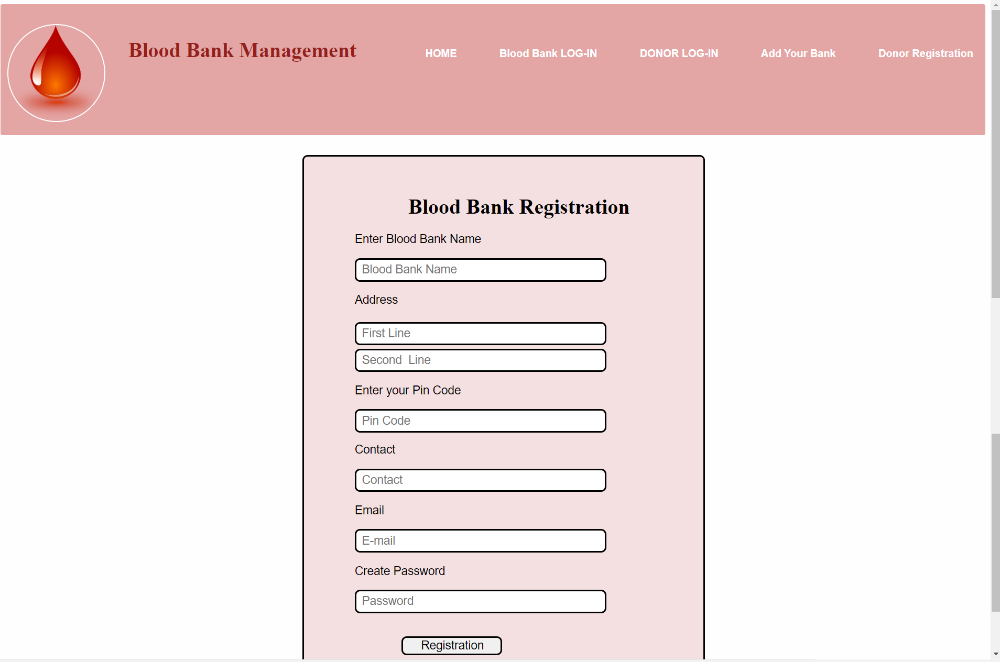 Blood Bank Management
HOME
Blood Bank LOG-IN
DONOR LOG-IN
Add Your Bank
Donor Registration
Blood Bank Registration
Enter Blood Bank Name
Blood Bank Name
Address
First Line
Second  Line
Enter your Pin Code
Pin Code
Contact
Contact
Email
E-mail
Create Password
Password
Registration